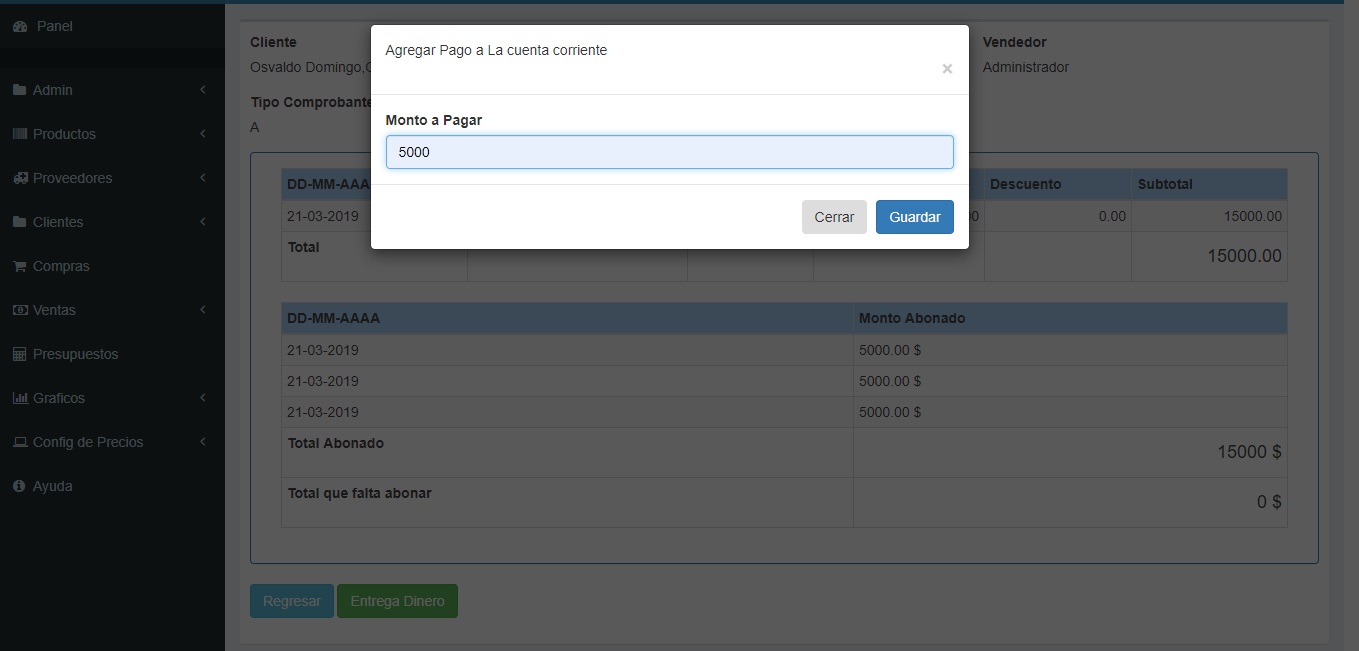 Panel
Admin
Productos
Proveedores
Clientes
Compras
Ventas
Presupuestos
Graficos
Config de Precios
Ayuda
Agregar Pago a La cuenta corriente
×
Monto a Pagar
5000
Cerrar Guardar
Cliente Vendedor
Osvaldo Domingo, Administrador
Tipo Comprobante
A
DD-MM-AAA Descuento Subtotal
21-03-2019 0.00 15000.00
Total 15000.00
DD-MM-AAAA Monto Abonado
21-03-2019 5000.00 $
21-03-2019 5000.00 $
21-03-2019 5000.00 $
Total Abonado 15000 $
Total que falta abonar 0 $
Regresar Entrega Dinero